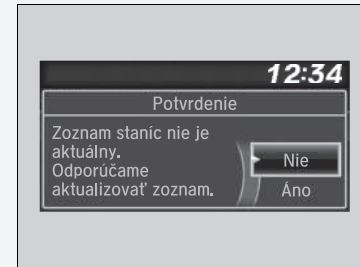 12:34
Potvrdenie
Zoznam staníc nie je
aktuálny.
Odporúčame
aktualizovať zoznam.
Nie
Áno